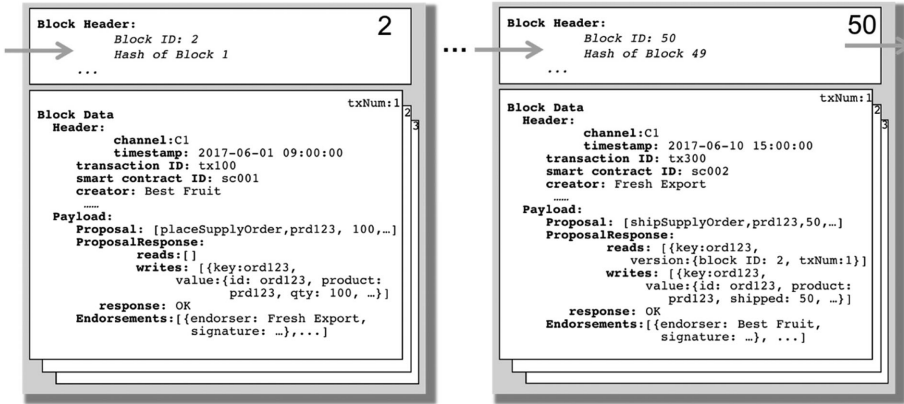 Block Header:
2
Block ID: 2
Hash of Block 1
...
txNum:1
2
3
Block Data
Header:
channel:C1
timestamp: 2017-06-01 09:00:00
transaction ID: tx100
smart contract ID: sc001
creator: Best Fruit
……
Payload:
Proposal: [placeSupplyOrder,prd123, 100,…]
ProposalResponse:
reads:[]
writes: [{key:ord123,
value:{id: ord123, product:
prd123, qty: 100, …}]
response: OK
Endorsements:[{endorser: Fresh Export,
signature: …},...]
...
Block Header:
50
Block ID: 50
Hash of Block 49
...
txNum:1
2
3
Block Data
Header:
channel:C1
timestamp: 2017-06-10 15:00:00
transaction ID: tx300
smart contract ID: sc002
creator: Fresh Export
……
Payload:
Proposal: [shipSupplyOrder,prd123,50,…]
ProposalResponse:
reads: [{key:ord123,
version:{block ID: 2, txNum:1}]
writes: [{key:ord123,
value:{id: ord123, product:
prd123, shipped: 50, …}]
response: OK
Endorsements:[{endorser: Best Fruit,
signature: …}, ...]